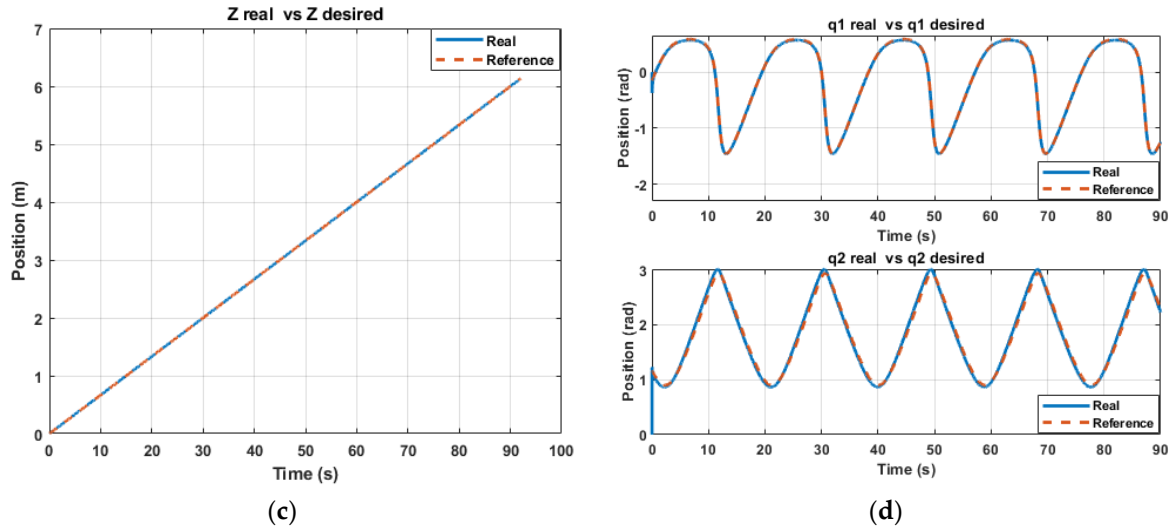 Z real vs Z desired
7
6
5
4
3
2
1
0
Position (m)
Real
Reference
0 10 20 30 40 50 60 70 80 90 100
Time (s)
(c)
q1 real vs q1 desired
0
-1
-2
Position (rad)
Real
Reference
0 10 20 30 40 50 60 70 80 90
Time (s)
q2 real vs q2 desired
3
2
1
0
Position (rad)
Real
Reference
0 10 20 30 40 50 60 70 80 90
Time (s)
(d)